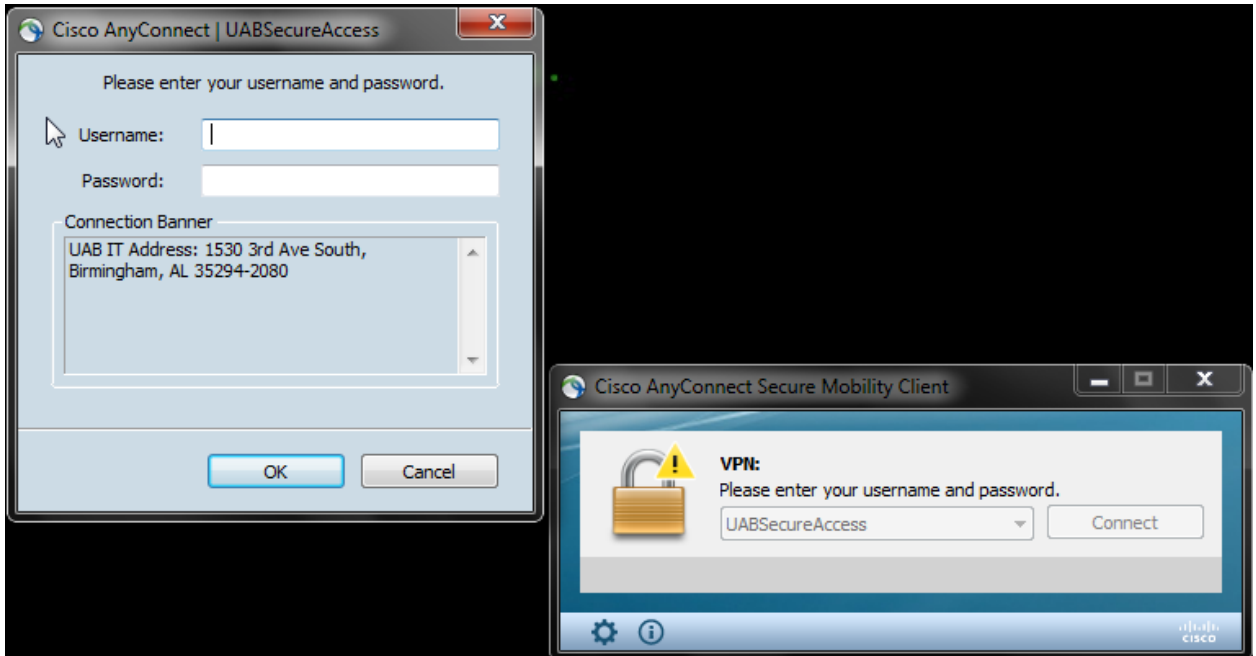 Cisco AnyConnect | UABSecureAccess
Please enter your username and password.
Username:
Password:
Connection Banner
UAB IT Address: 1530 3rd Ave South,
Birmingham, AL 35294-2080
OK Cancel
Cisco AnyConnect Secure Mobility Client
VPN:
Please enter your username and password.
UABSecureAccess Connect
cisco